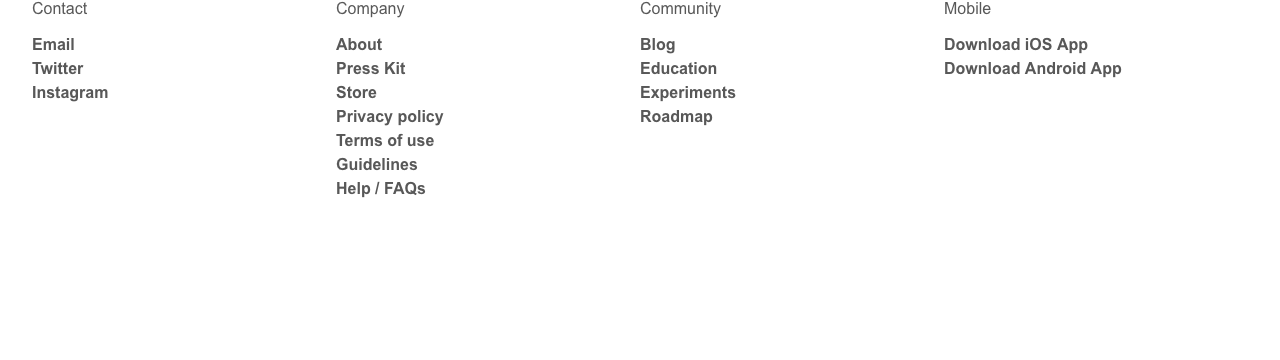 Contact
Email
Twitter
Instagram
Company
About
Press Kit
Store
Privacy policy
Terms of use
Guidelines
Help / FAQs
Community
Blog
Education
Experiments
Roadmap
Mobile
Download iOS App
Download Android App